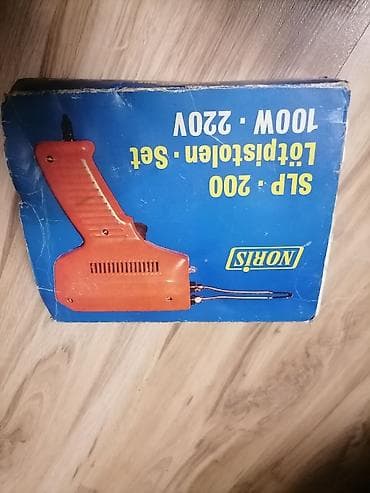 NORIS
SLP · 200
Lötpistolen · Set
100W · 220V